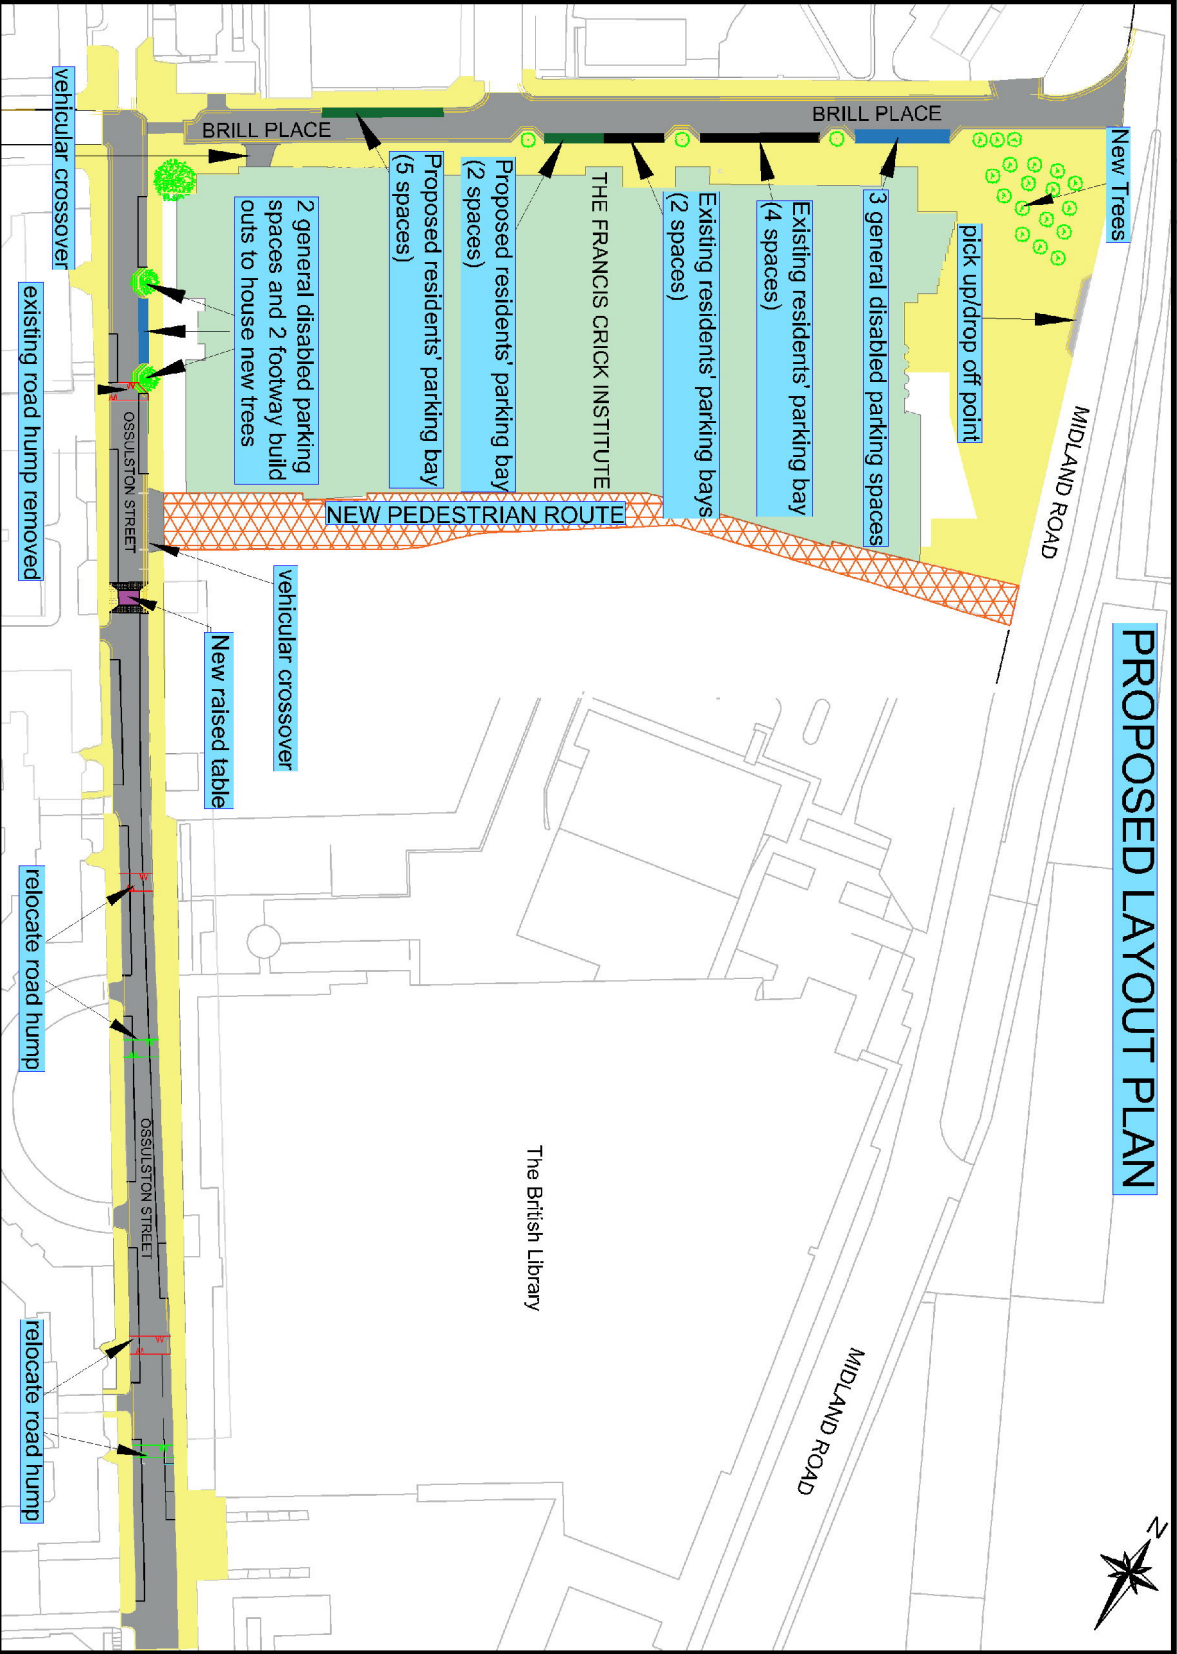 PROPOSED LAYOUT PLAN
New Trees
pick up/drop off point
MIDLAND ROAD
BRILL PLACE
3 general disabled parking spaces
Existing residents' parking bay
(4 spaces)
Existing residents' parking bays
(2 spaces)
THE FRANCIS CRICK INSTITUTE
Proposed residents' parking bay
(2 spaces)
Proposed residents' parking bay
(5 spaces)
BRILL PLACE
2 general disabled parking
spaces and 2 footway build
outs to house new trees
vehicular crossover
existing road hump removed
OSSULSTON STREET
NEW PEDESTRIAN ROUTE
vehicular crossover
New raised table
relocate road hump
The British Library
OSSULSTON STREET
relocate road hump
MIDLAND ROAD
N